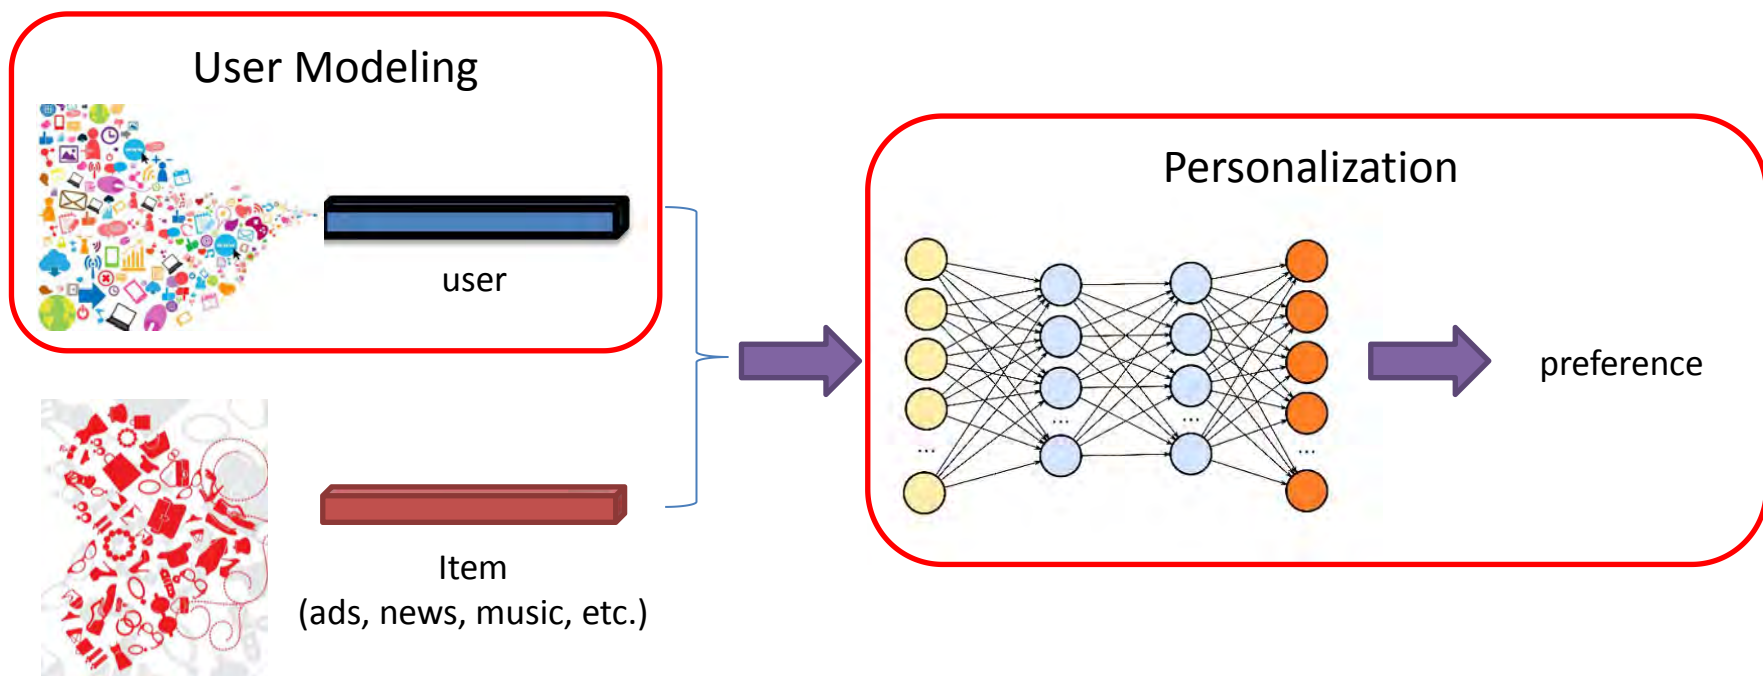 User Modeling
user
Item
(ads, news, music, etc.)
Personalization
...
...
...
...
preference